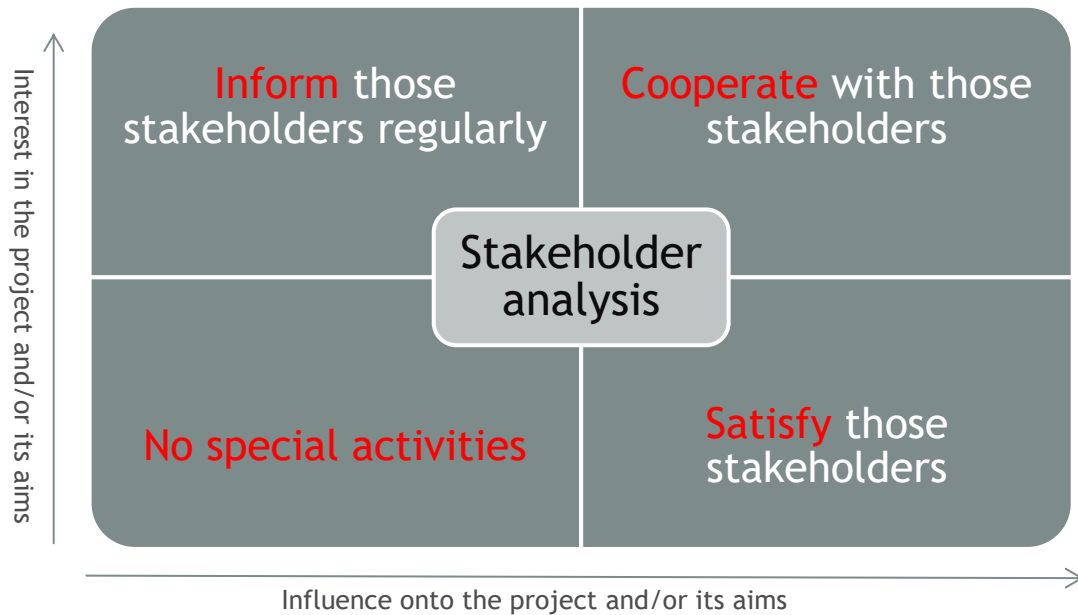 Interest in the project and/or its aims
Inform those
stakeholders regularly
Cooperate with those
stakeholders
Stakeholder
analysis
No special activities
Satisfy those
stakeholders
Influence onto the project and/or its aims